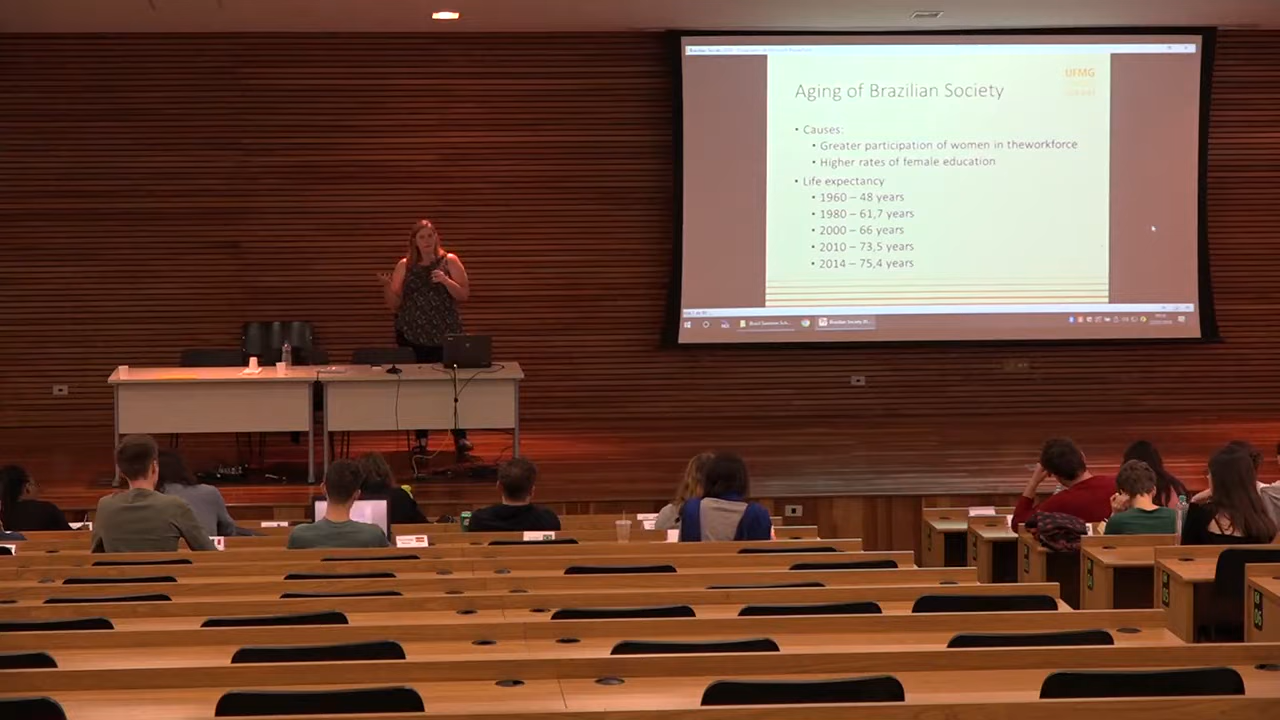 UFMG
Aging of Brazilian Society
• Causes:
• Greater participation of women in theworkforce
• Higher rates of female education
• Life expectancy
• 1960 – 48 years
• 1980 – 61,7 years
• 2000 – 66 years
• 2010 – 73,5 years
• 2014 – 75,4 years